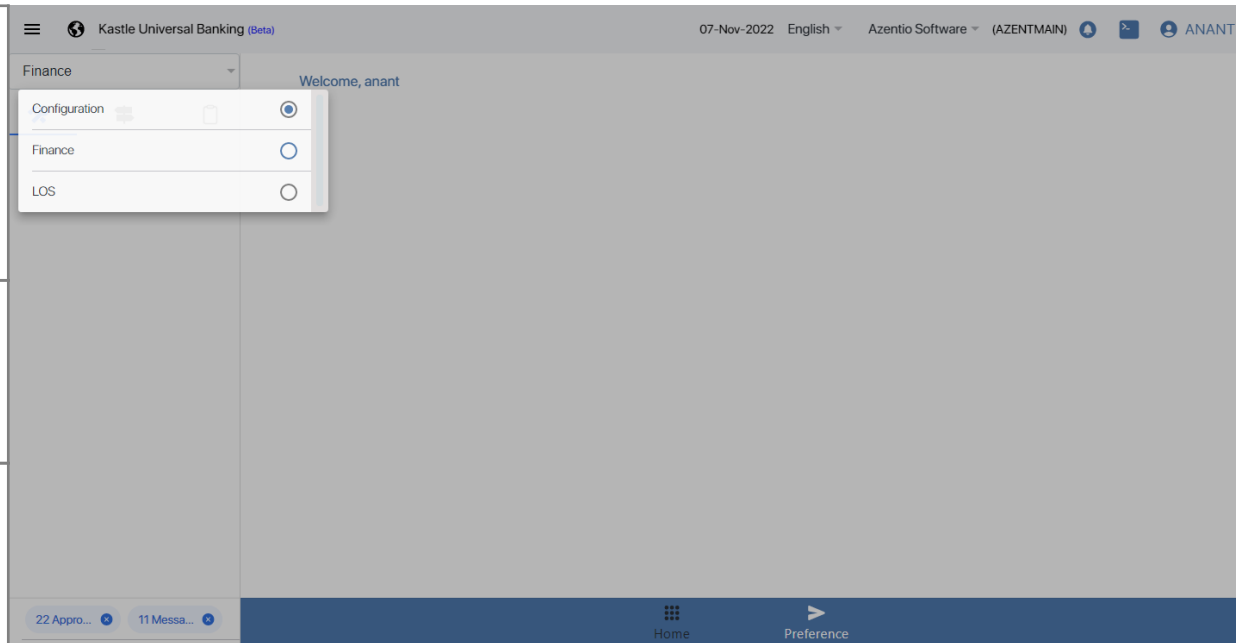 Kastle Universal Banking (Beta)
07-Nov-2022 English Azentio Software (AZENTMAIN) ANANT
Finance
Welcome, anant
Configuration
Finance
LOS
22 Appro... 11 Messa...
Home Preference